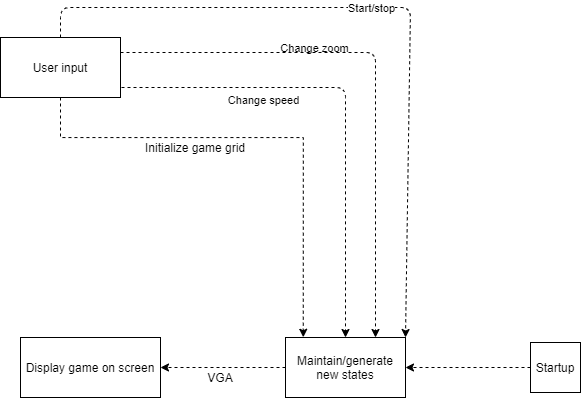 Start/stop
Change zoom
User input
Change speed
Initialize game grid
Maintain/generate
new states
Display game on screen
Startup
VGA